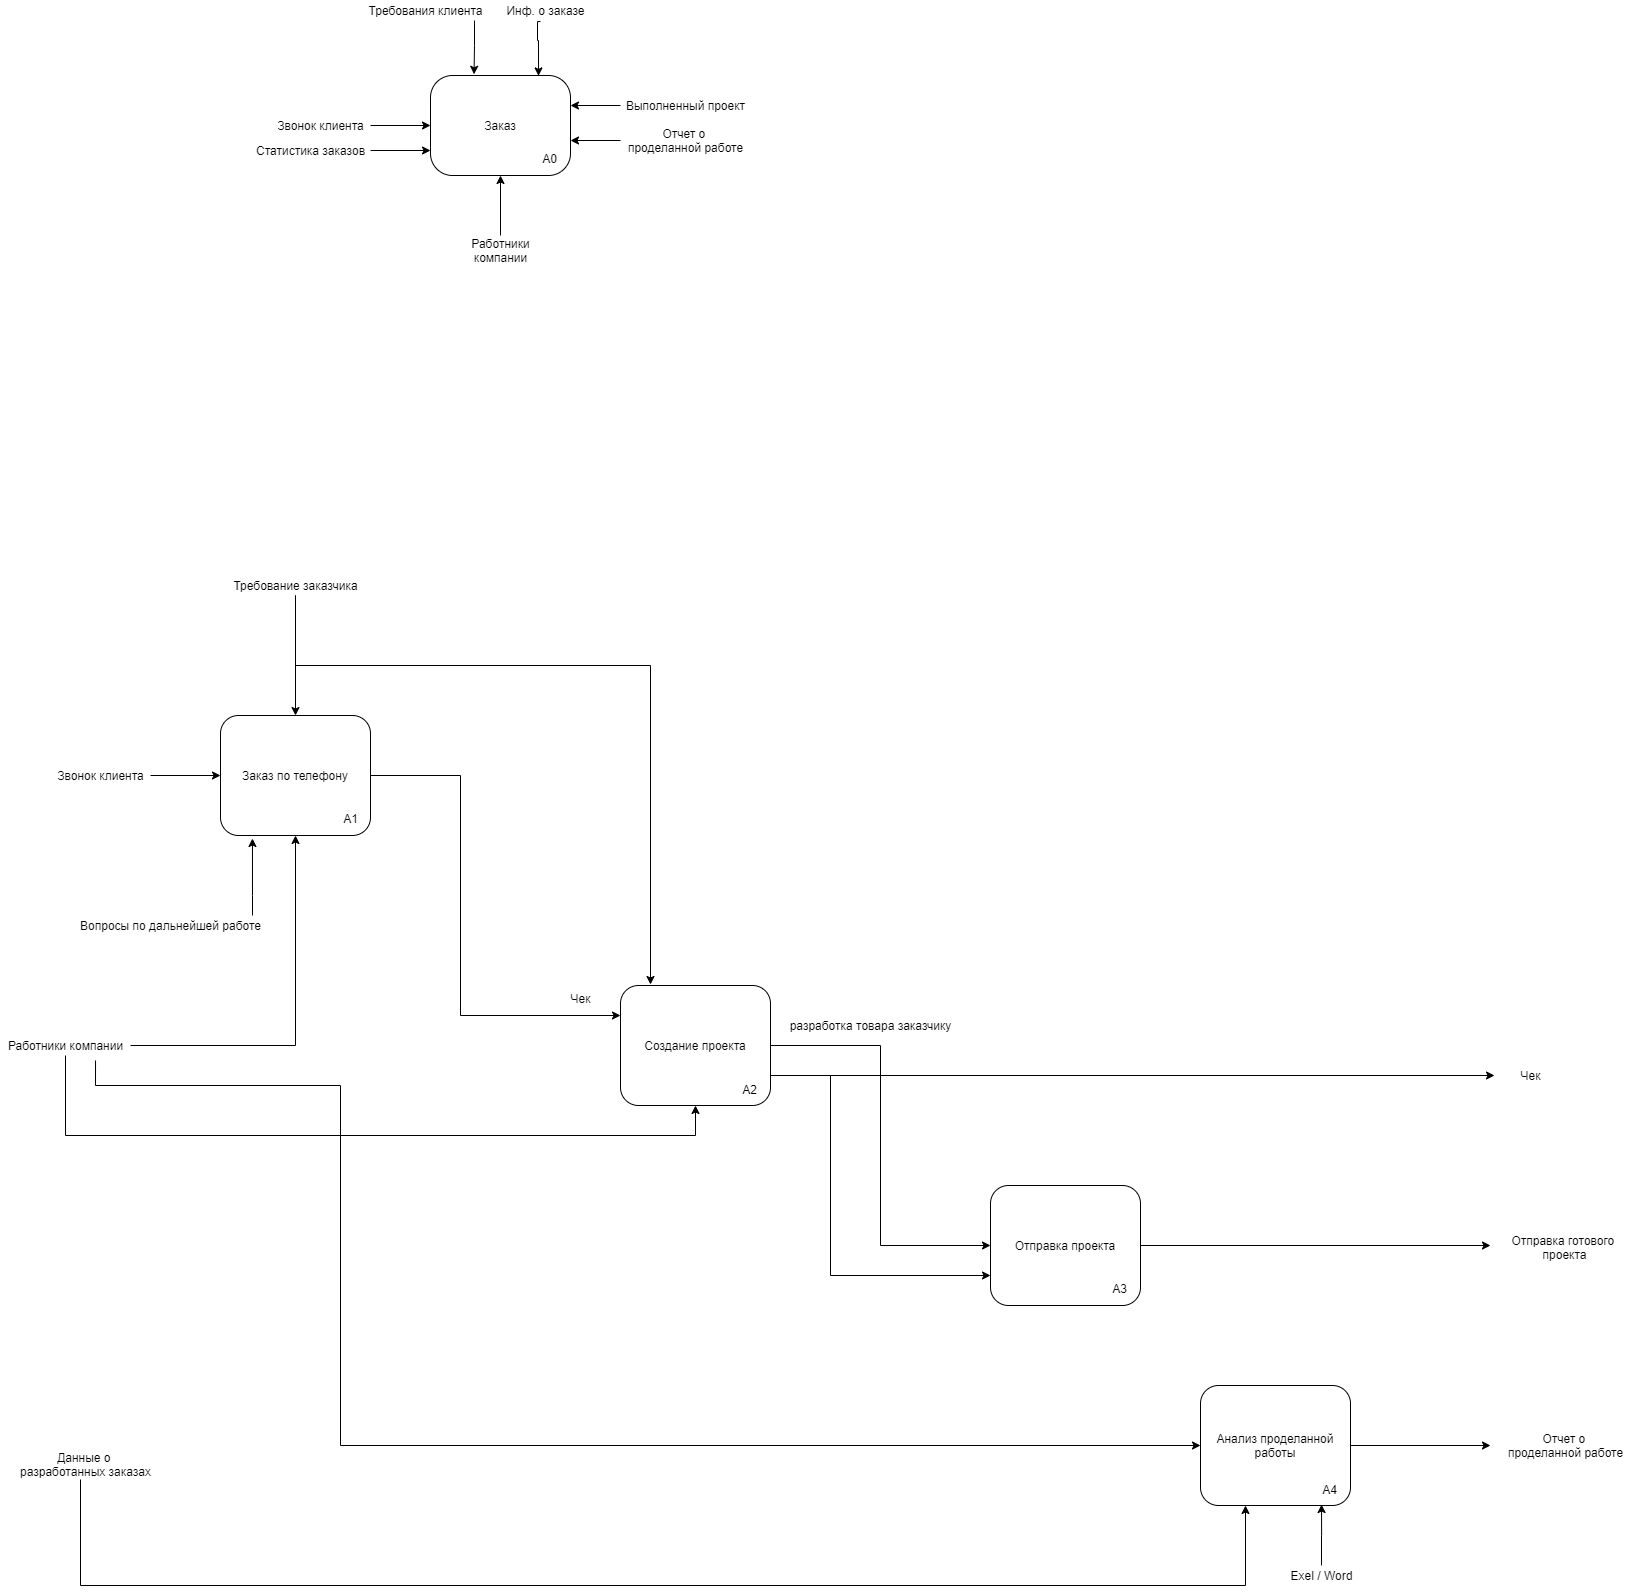 Требования клиента
Инф. о заказе
Выполненный проект
Звонок клиента
Заказ
Отчет о
проделанной работе
Статистика заказов
A0
Работники
компании
Требование заказчика
Звонок клиента
Заказ по телефону
A1
Вопросы по дальнейшей работе
Чек
Работники компании
Создание проекта
A2
разработка товара заказчику
Чек
Отправка проекта
A3
Отправка готового
проекта
Данные о
разработанных заказах
Анализ проделанной
работы
A4
Отчет о
проделанной работе
Exel / Word